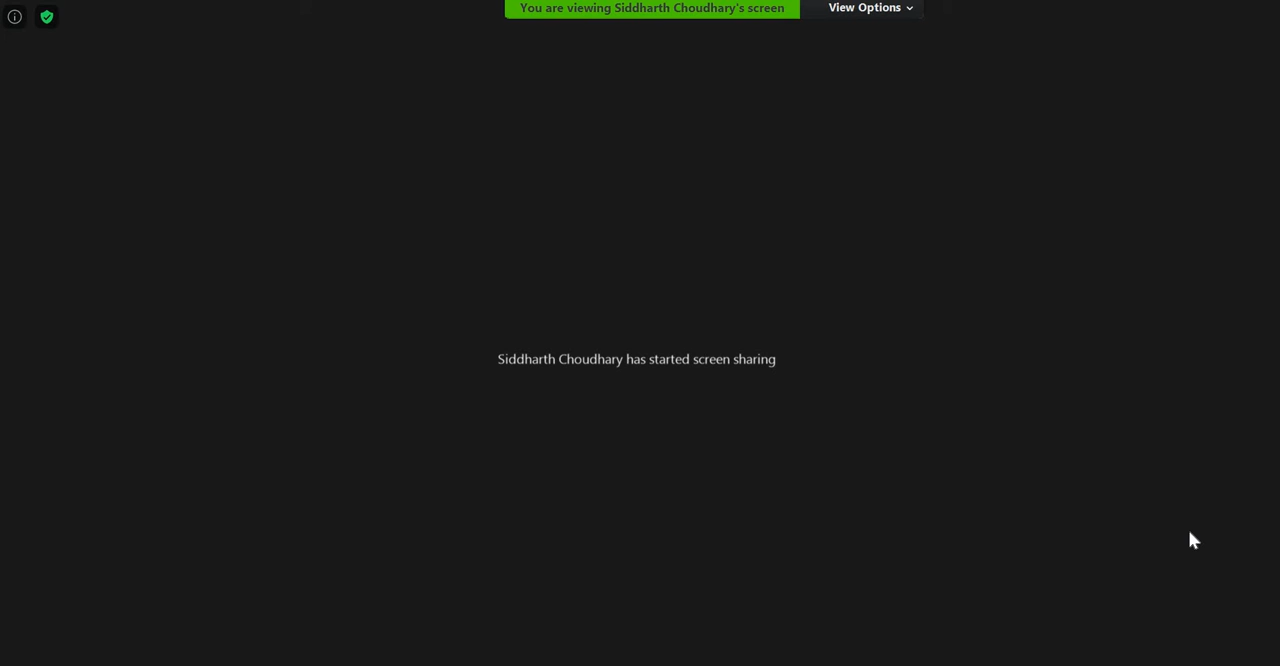 You are viewing Siddharth Choudhary's screen
View Options
Siddharth Choudhary has started screen sharing